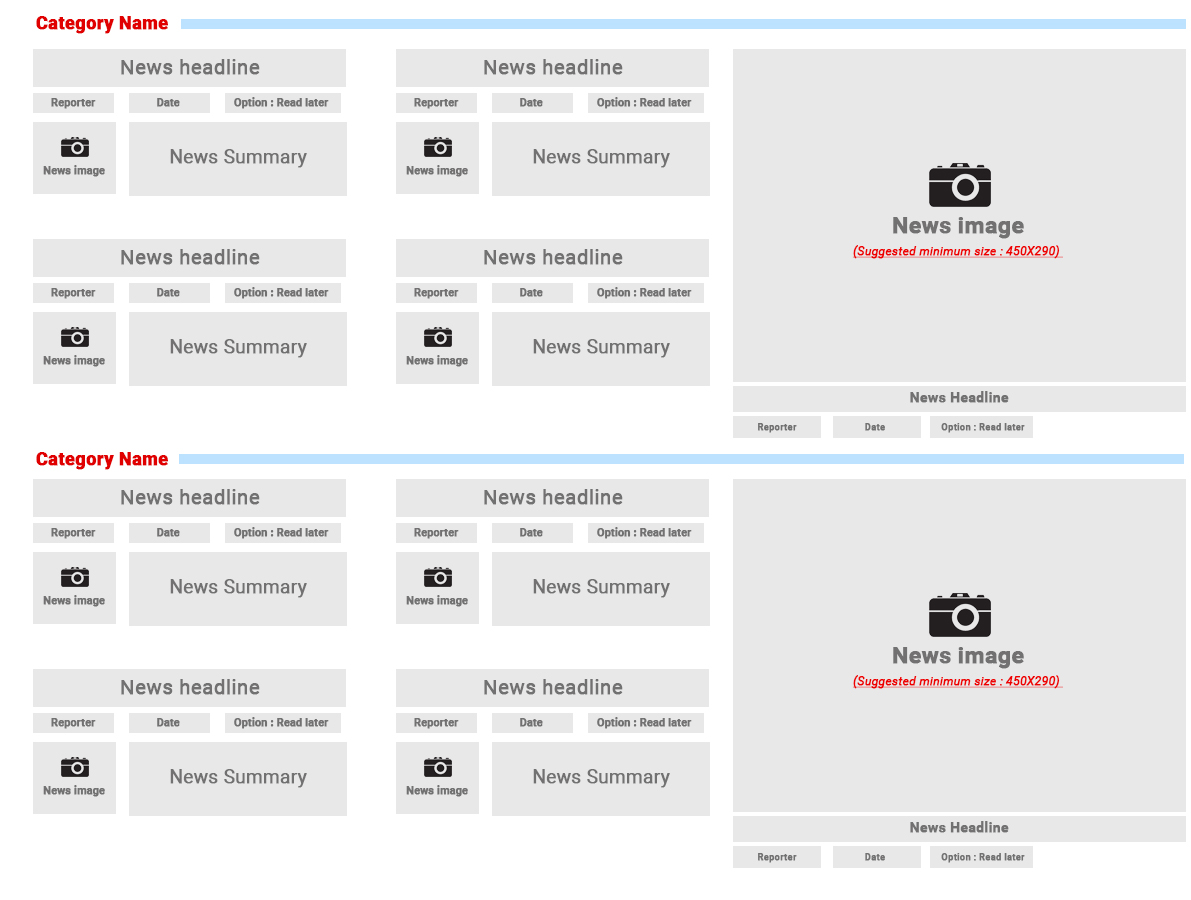 Category Name
News headline
Reporter Date Option : Read later
News image
News Summary
News headline
Reporter Date Option : Read later
News image
News Summary
News headline
Reporter Date Option : Read later
News image
News Summary
News headline
Reporter Date Option : Read later
News image
News Summary
News image
(Suggested minimum size : 450X290)
News Headline
Reporter Date Option : Read later
Category Name
News headline
Reporter Date Option : Read later
News image
News Summary
News headline
Reporter Date Option : Read later
News image
News Summary
News headline
Reporter Date Option : Read later
News image
News Summary
News headline
Reporter Date Option : Read later
News image
News Summary
News image
(Suggested minimum size : 450X290)
News Headline
Reporter Date Option : Read later